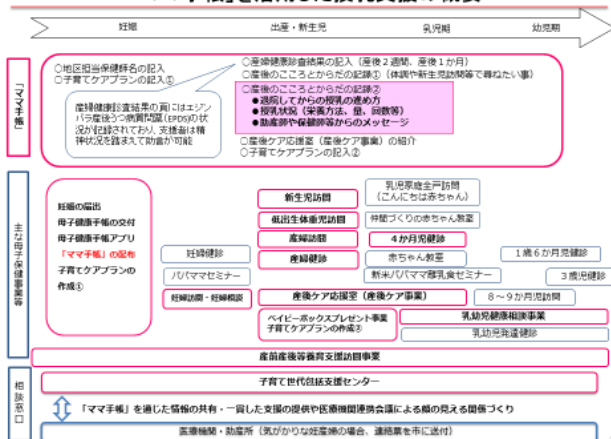 妊娠
出産・新生児
乳児期
幼児期
「ママ手帳」
○地区担当保健師名の記入
○子育てケアプランの記入①
産婦健康診査結果の頁にはエジン
バラ産後うつ病質問票(EPDS)の状
況が記録されており、支援者は精
神状況を踏まえて助言が可能
○産婦健康診査結果の記入（産後２週間、産後１か月）
○産後のこころとからだの記録①（体調や新生児訪問等で尋ねたい事）
○産後のこころとからだの記録②
●退院してからの授乳の進め方
●授乳状況（栄養方法、量、回数等）
●助産師や保健師等からのメッセージ
○産後ケア応援室（産後ケア事業）の紹介
○子育てケアプランの記入②
主な母子保健事業等
妊娠の届出
母子健康手帳の交付
母子健康手帳アプリ
「ママ手帳」の配布
子育てケアプランの
作成①
妊婦健診
パパママセミナー
妊婦訪問・妊婦相談
新生児訪問
低出生体重児訪問
産婦訪問
産婦健診
産後ケア応援室（産後ケア事業）
ベイビーボックスプレゼント事業
子育てケアプランの作成②
乳児家庭全戸訪問
（こんにちは赤ちゃん）
仲間づくりの赤ちゃん教室
４か月児健診
赤ちゃん教室
新米パパママ離乳食セミナー
８～９か月児訪問
乳幼児健康相談事業
乳幼児発達健診
１歳６か月児健診
３歳児健診
産前産後等養育支援訪問事業
相談窓口
子育て世代包括支援センター
「ママ手帳」を通じた情報の共有・一貫した支援の提供や医療機関連携会議による顔の見える関係づくり
医療機関・助産所（気がかりな妊産婦の場合、連絡票を市に送付）